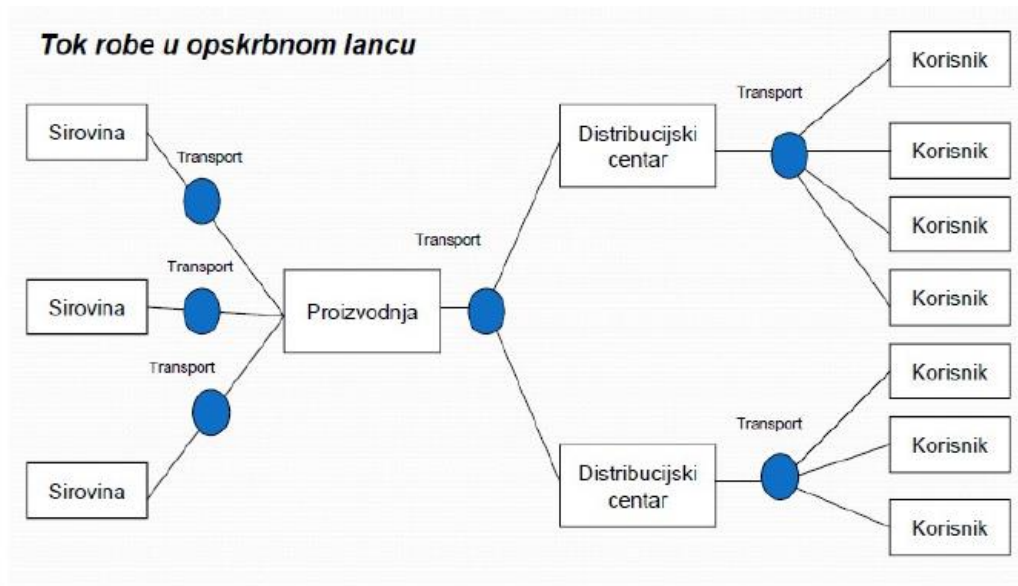 Tok robe u opskrbnom lancu
Sirovina
Transport
Sirovina
Transport
Transport
Sirovina
Proizvodnja
Transport
Distribucijski
centar
Transport
Korisnik
Korisnik
Korisnik
Korisnik
Distribucijski
centar
Transport
Korisnik
Korisnik
Korisnik